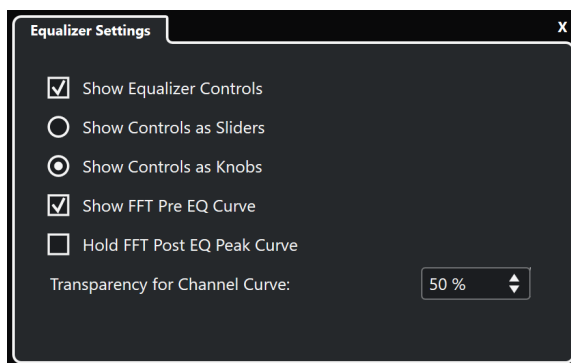 Equalizer Settings X
Show Equalizer Controls
Show Controls as Sliders
Show Controls as Knobs
Show FFT Pre EQ Curve
Hold FFT Post EQ Peak Curve
Transparency for Channel Curve: 50 %